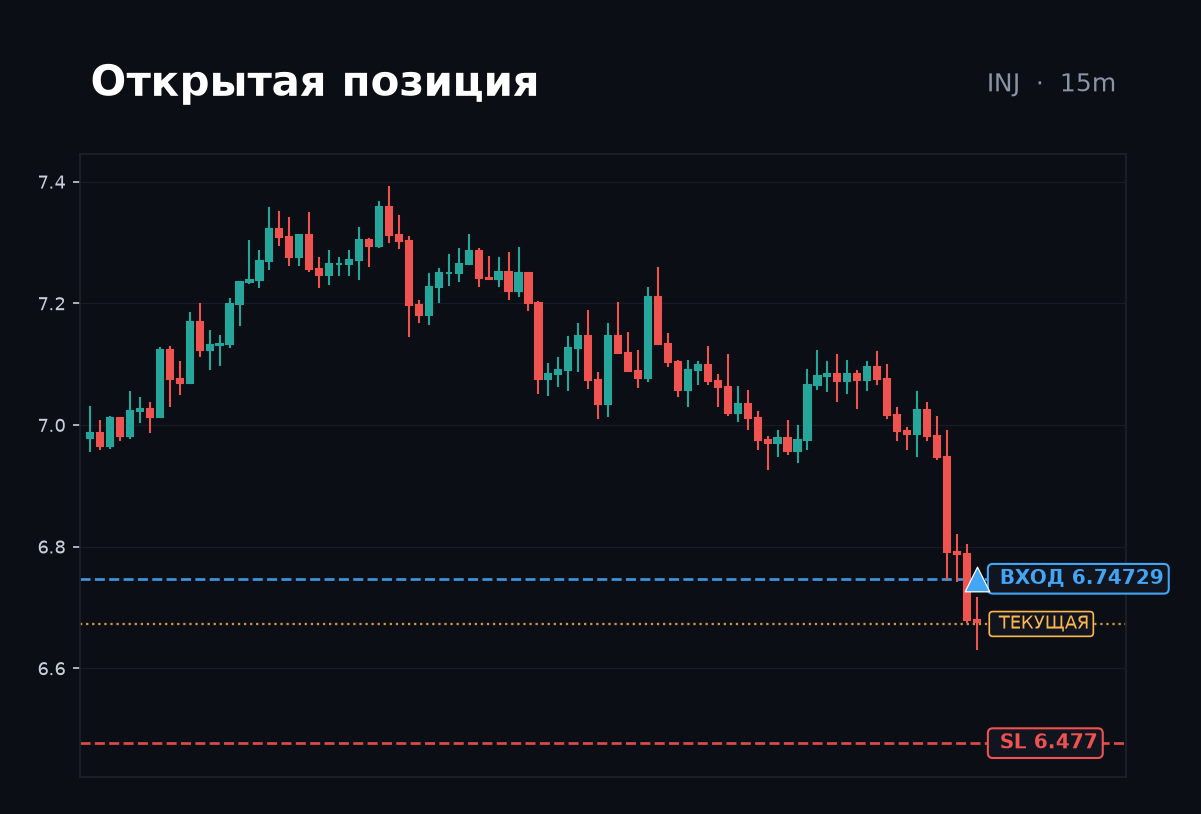 Открытая позиция
INJ · 15m
7.4
7.2
7.0
6.8
6.6
ВХОД 6.74729
ТЕКУЩАЯ
SL 6.477